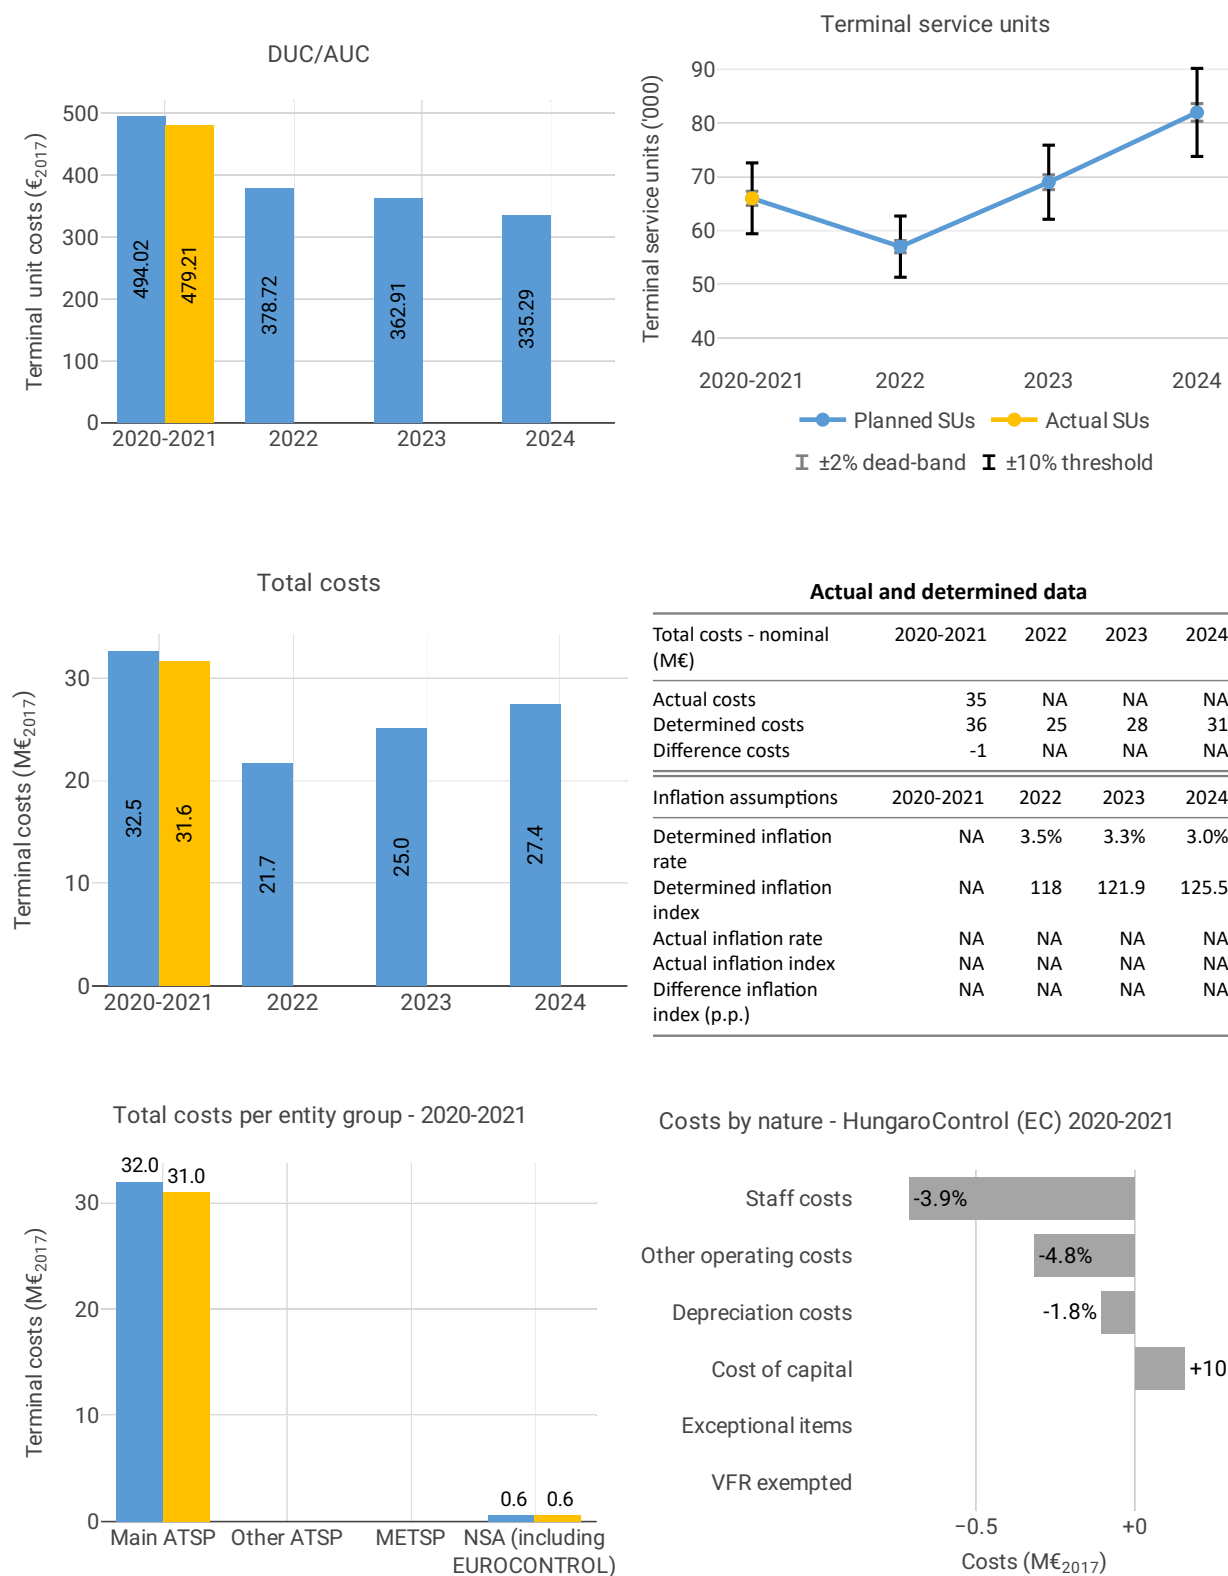 DUC/AUC
Terminal unit costs (€2017)
500
400
300
200
100
0
494.02
479.21
378.72
362.91
335.29
2020-2021
2022
2023
2024
Terminal service units
Terminal service units ('000)
90
80
70
60
50
40
2020-2021
2022
2023
2024
Planned SUs
Actual SUs
±2% dead-band
±10% threshold
Total costs
Terminal costs (M€2017)
30
20
10
0
32.5
31.6
21.7
25.0
27.4
2020-2021
2022
2023
2024
Actual and determined data
Total costs - nominal 2020-2021 2022 2023 2024
(M€)
Actual costs 35 NA NA NA
Determined costs 36 25 28 31
Difference costs -1 NA NA NA
Inflation assumptions 2020-2021 2022 2023 2024
Determined inflation NA 3.5% 3.3% 3.0%
rate
Determined inflation NA 118 121.9 125.5
index
Actual inflation rate NA NA NA NA
Actual inflation index NA NA NA NA
Difference inflation NA NA NA NA
index (p.p.)
Total costs per entity group - 2020-2021
Terminal costs (M€2017)
30
20
10
0
32.0
31.0
0.6
0.6
Main ATSP
Other ATSP
METSP
NSA (including
EUROCONTROL)
Costs by nature - HungaroControl (EC) 2020-2021
Staff costs
-3.9%
Other operating costs
-4.8%
Depreciation costs
-1.8%
Cost of capital
+10
Exceptional items
VFR exempted
−0.5
+0
Costs (M€2017)